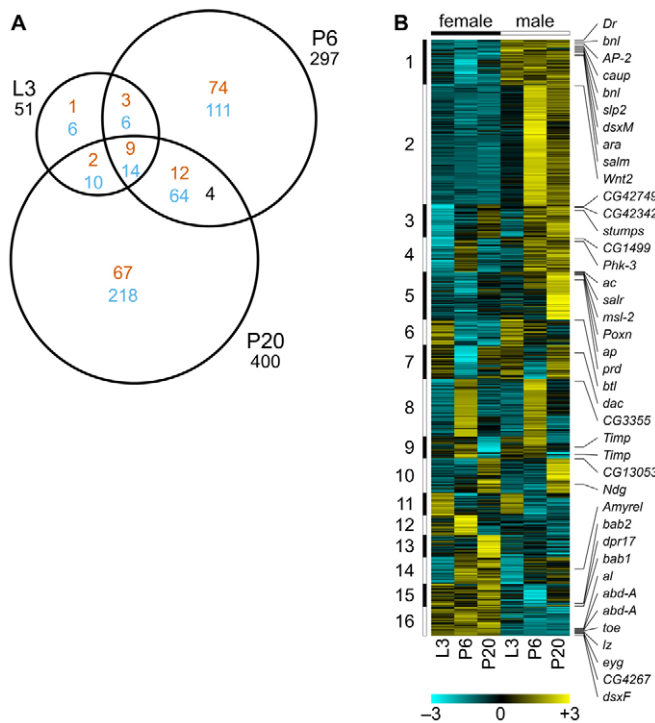 A
P6
297
L3
51
74
111
1
6
3
6
9
14
2
10
12
64
4
67
218
P20
400
B
female male
1
2
3
4
5
6
7
8
9
10
11
12
13
14
15
16
Dr
bnl
AP-2
caup
bnl
slp2
dsxM
ara
salm
Wnt2
CG42749
CG42342
stumps
CG1499
Phk-3
ac
salr
msl-2
Poxn
ap
prd
btl
dac
CG3355
Timp
Timp
CG13053
Ndg
Amyrel
bab2
dpr17
bab1
al
abd-A
abd-A
toe
lz
eyg
CG4267
dsxF
L3 P6 P20 L3 P6 P20
−3 0 +3